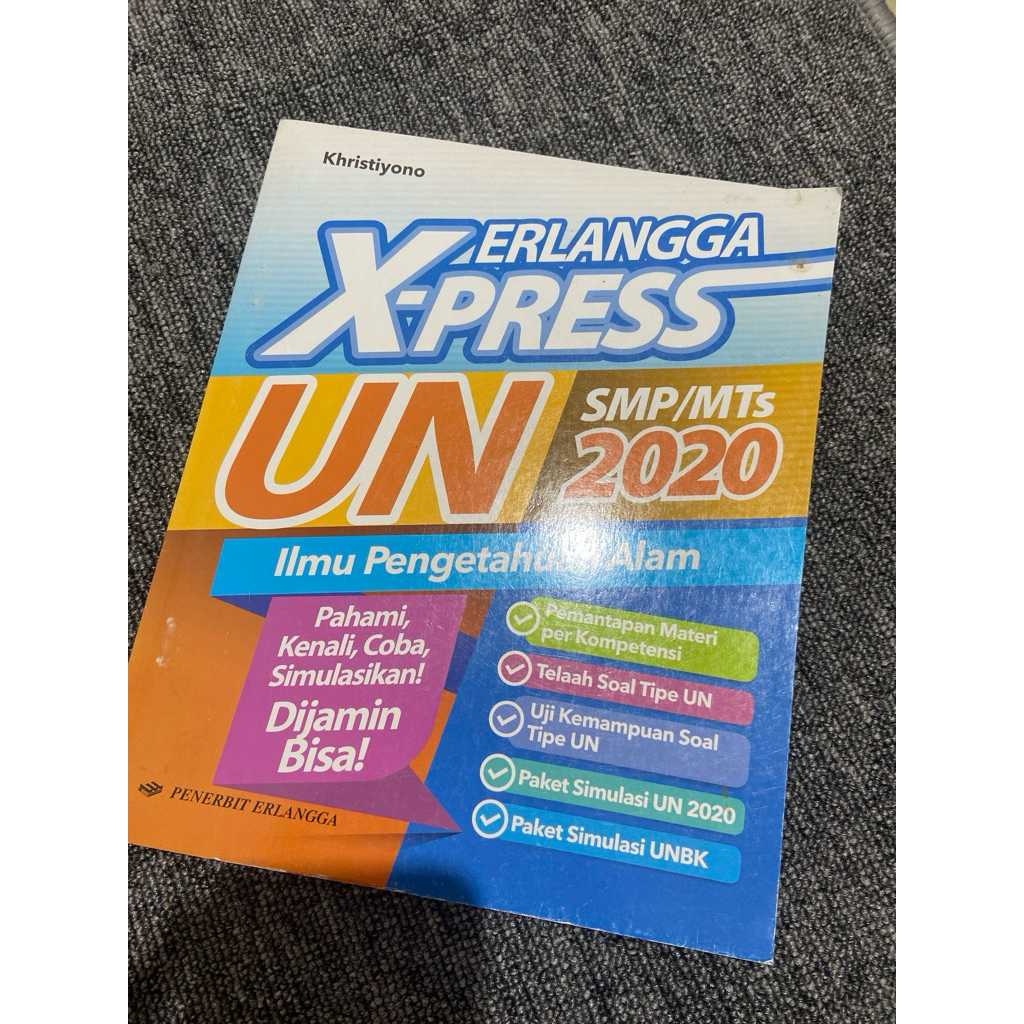 Khristiyono
ERLANGGA
X-PRESS
UN
SMP/MTs
2020
Ilmu Pengetahuan Alam
Pahami,
Kenali, Coba,
Simulasikan!
Dijamin
Bisa!
Pemantapan Materi
per Kompetensi
Telaah Soal Tipe UN
Uji Kemampuan Soal
Tipe UN
Paket Simulasi UN 2020
Paket Simulasi UNBK
PENERBIT ERLANGGA